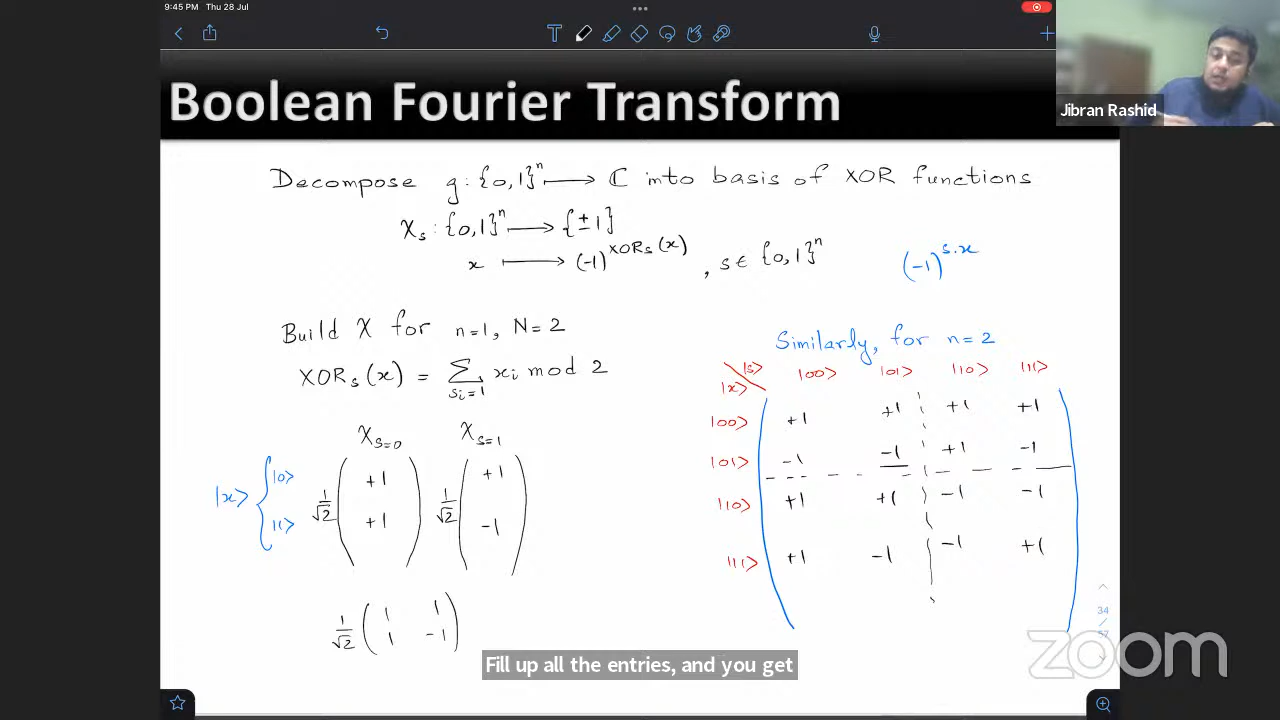 9:45 PM Thu 28 Jul
Jibran Rashid
Boolean Fourier Transform
Decompose g : {0,1}ⁿ ⟶ ℂ into basis of XOR functions
χₛ : {0,1}ⁿ ⟶ {±1}
x ⟼ (-1)^XORₛ(x) , s ∈ {0,1}ⁿ (-1)^s.x
Build χ for n=1, N=2
XORₛ(x) = ∑_{sᵢ=1} xᵢ mod 2
χ_{s=0} χ_{s=1}
|x⟩ { |0⟩ 1/√2 ( +1 ) 1/√2 ( +1 )
|1⟩ ( +1 ) ( -1 )
1/√2 ( 1 1
1 -1 )
Similarly, for n=2
|s⟩ |00⟩ |01⟩ |10⟩ |11⟩
|x⟩
|00⟩ +1 +1 +1 +1
|01⟩ -1 -1 +1 -1
|10⟩ +1 +1 -1 -1
|11⟩ +1 -1 -1 +1
34
/
57
Fill up all the entries, and you get
zoom